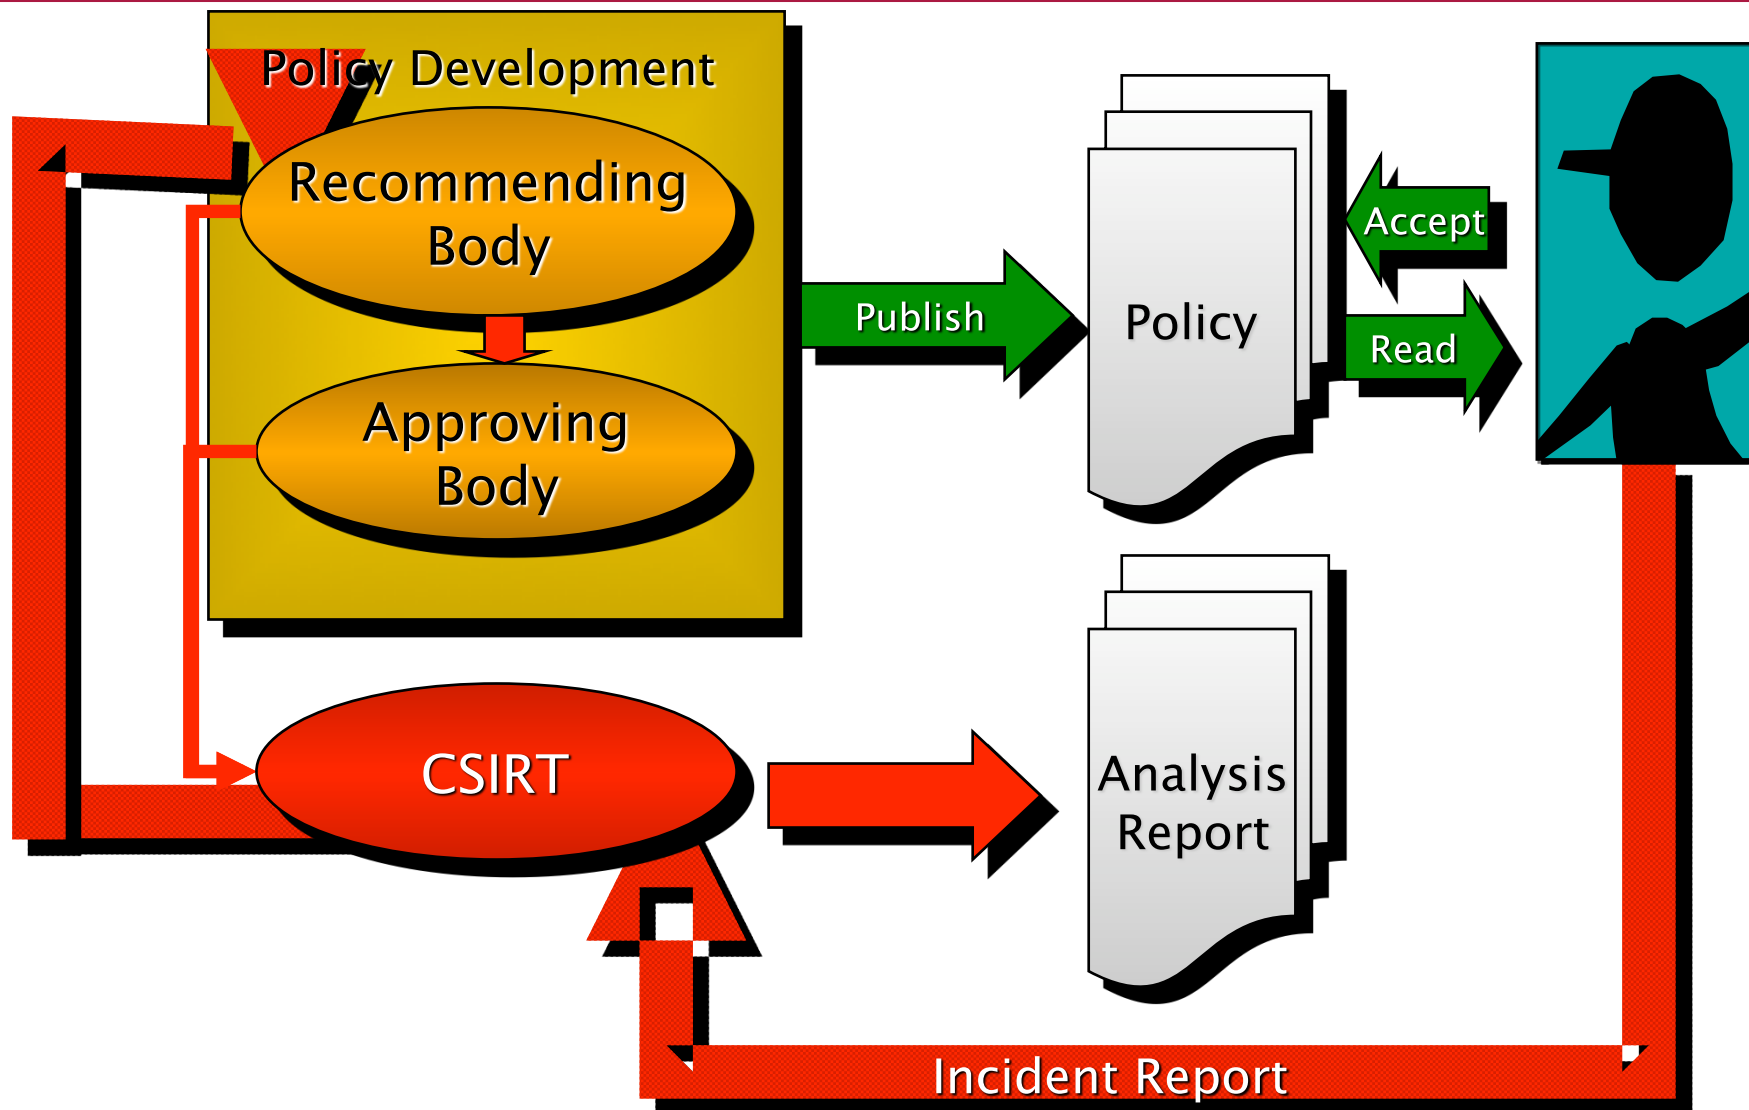 Policy Development
Recommending
Body
Approving
Body
Publish
Policy
Accept
Read
CSIRT
Analysis
Report
Incident Report